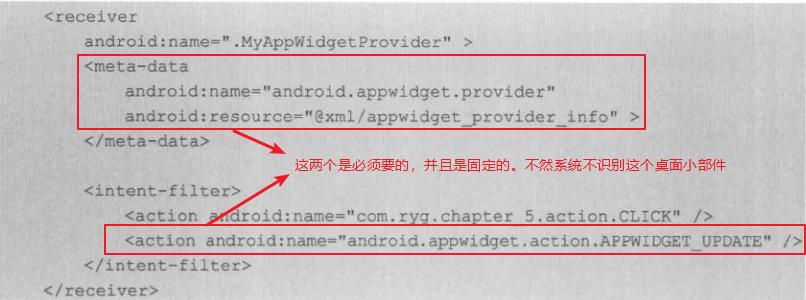 <receiver
android:name=".MyAppWidgetProvider" >
<meta-data
android:name="android.appwidget.provider"
android:resource="@xml/appwidget_provider_info" >
</meta-data>
这两个是必须要的，并且是固定的。不然系统不识别这个桌面小部件
<intent-filter>
<action android:name="com.ryg.chapter_5.action.CLICK" />
<action android:name="android.appwidget.action.APPWIDGET_UPDATE" />
</intent-filter>
</receiver>